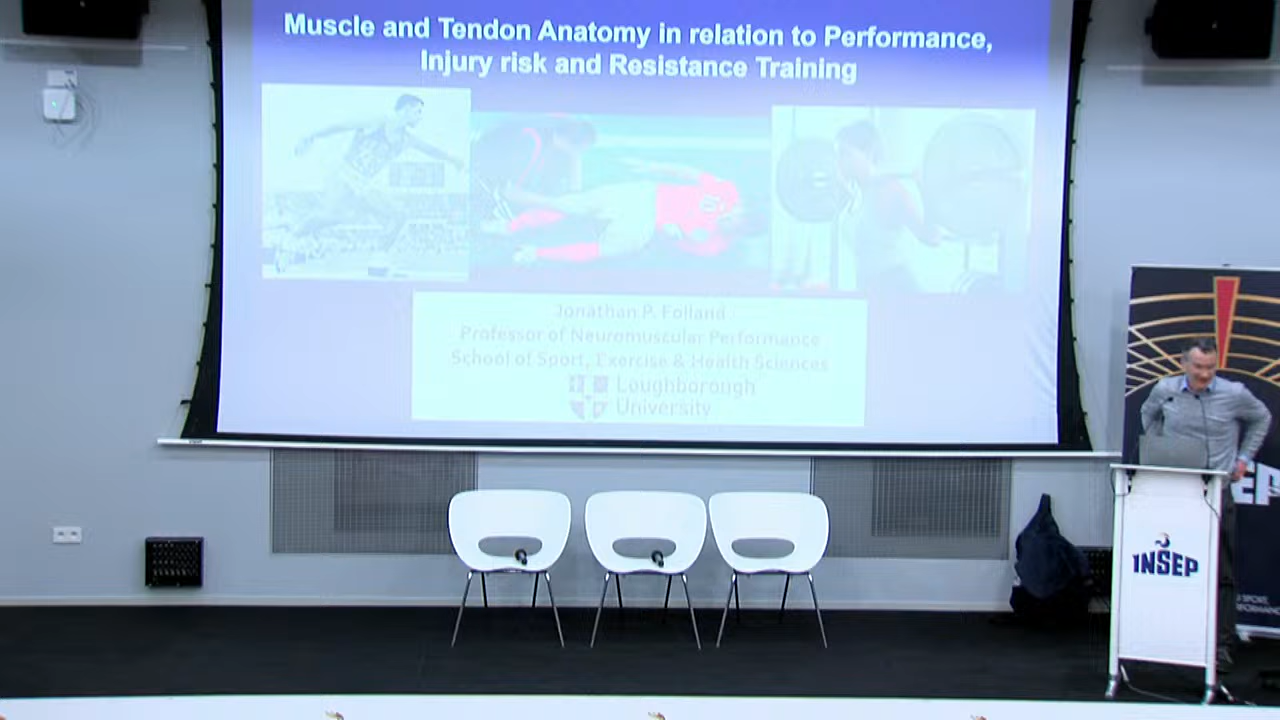 Muscle and Tendon Anatomy in relation to Performance,
Injury risk and Resistance Training
Jonathan P. Folland
Professor of Neuromuscular Performance
School of Sport, Exercise & Health Sciences
Loughborough
University
INSEP